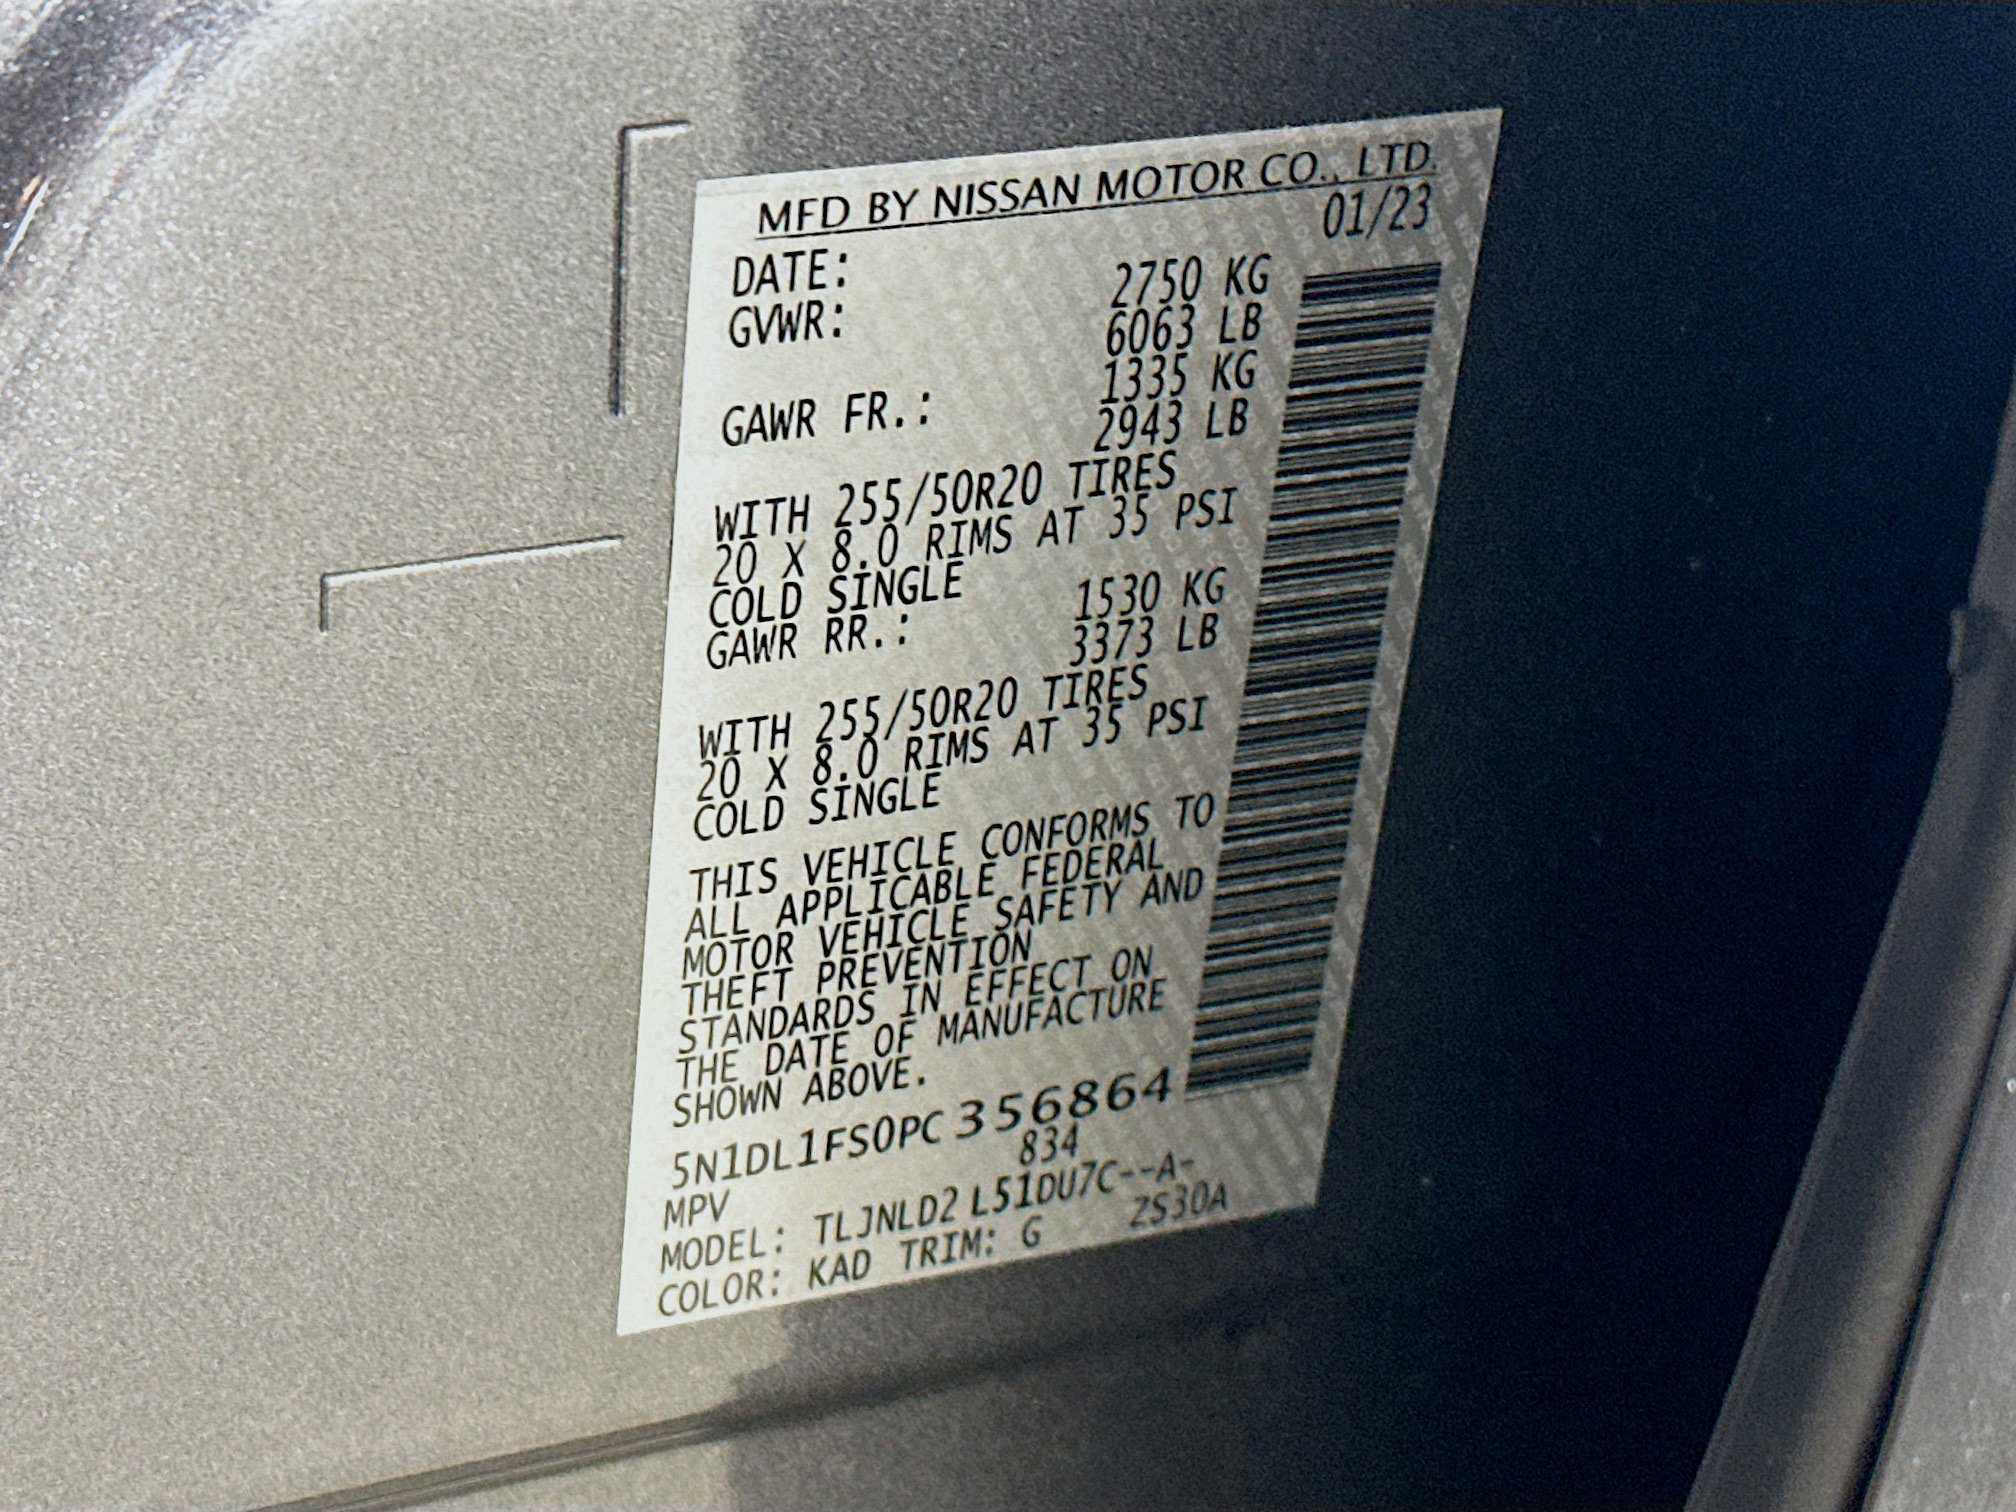 MFD BY NISSAN MOTOR CO., LTD.
DATE: 01/23
GVWR: 2750 KG
6063 LB
GAWR FR.: 1335 KG
2943 LB
WITH 255/50R20 TIRES
20 X 8.0 RIMS AT 35 PSI
COLD SINGLE
GAWR RR.: 1530 KG
3373 LB
WITH 255/50R20 TIRES
20 X 8.0 RIMS AT 35 PSI
COLD SINGLE
THIS VEHICLE CONFORMS TO
ALL APPLICABLE FEDERAL
MOTOR VEHICLE SAFETY AND
THEFT PREVENTION
STANDARDS IN EFFECT ON
THE DATE OF MANUFACTURE
SHOWN ABOVE.
5N1DL1FS0PC 356864
MPV 834
MODEL: TLJNLD2 L51DU7C--A-
COLOR: KAD TRIM: G ZS30A